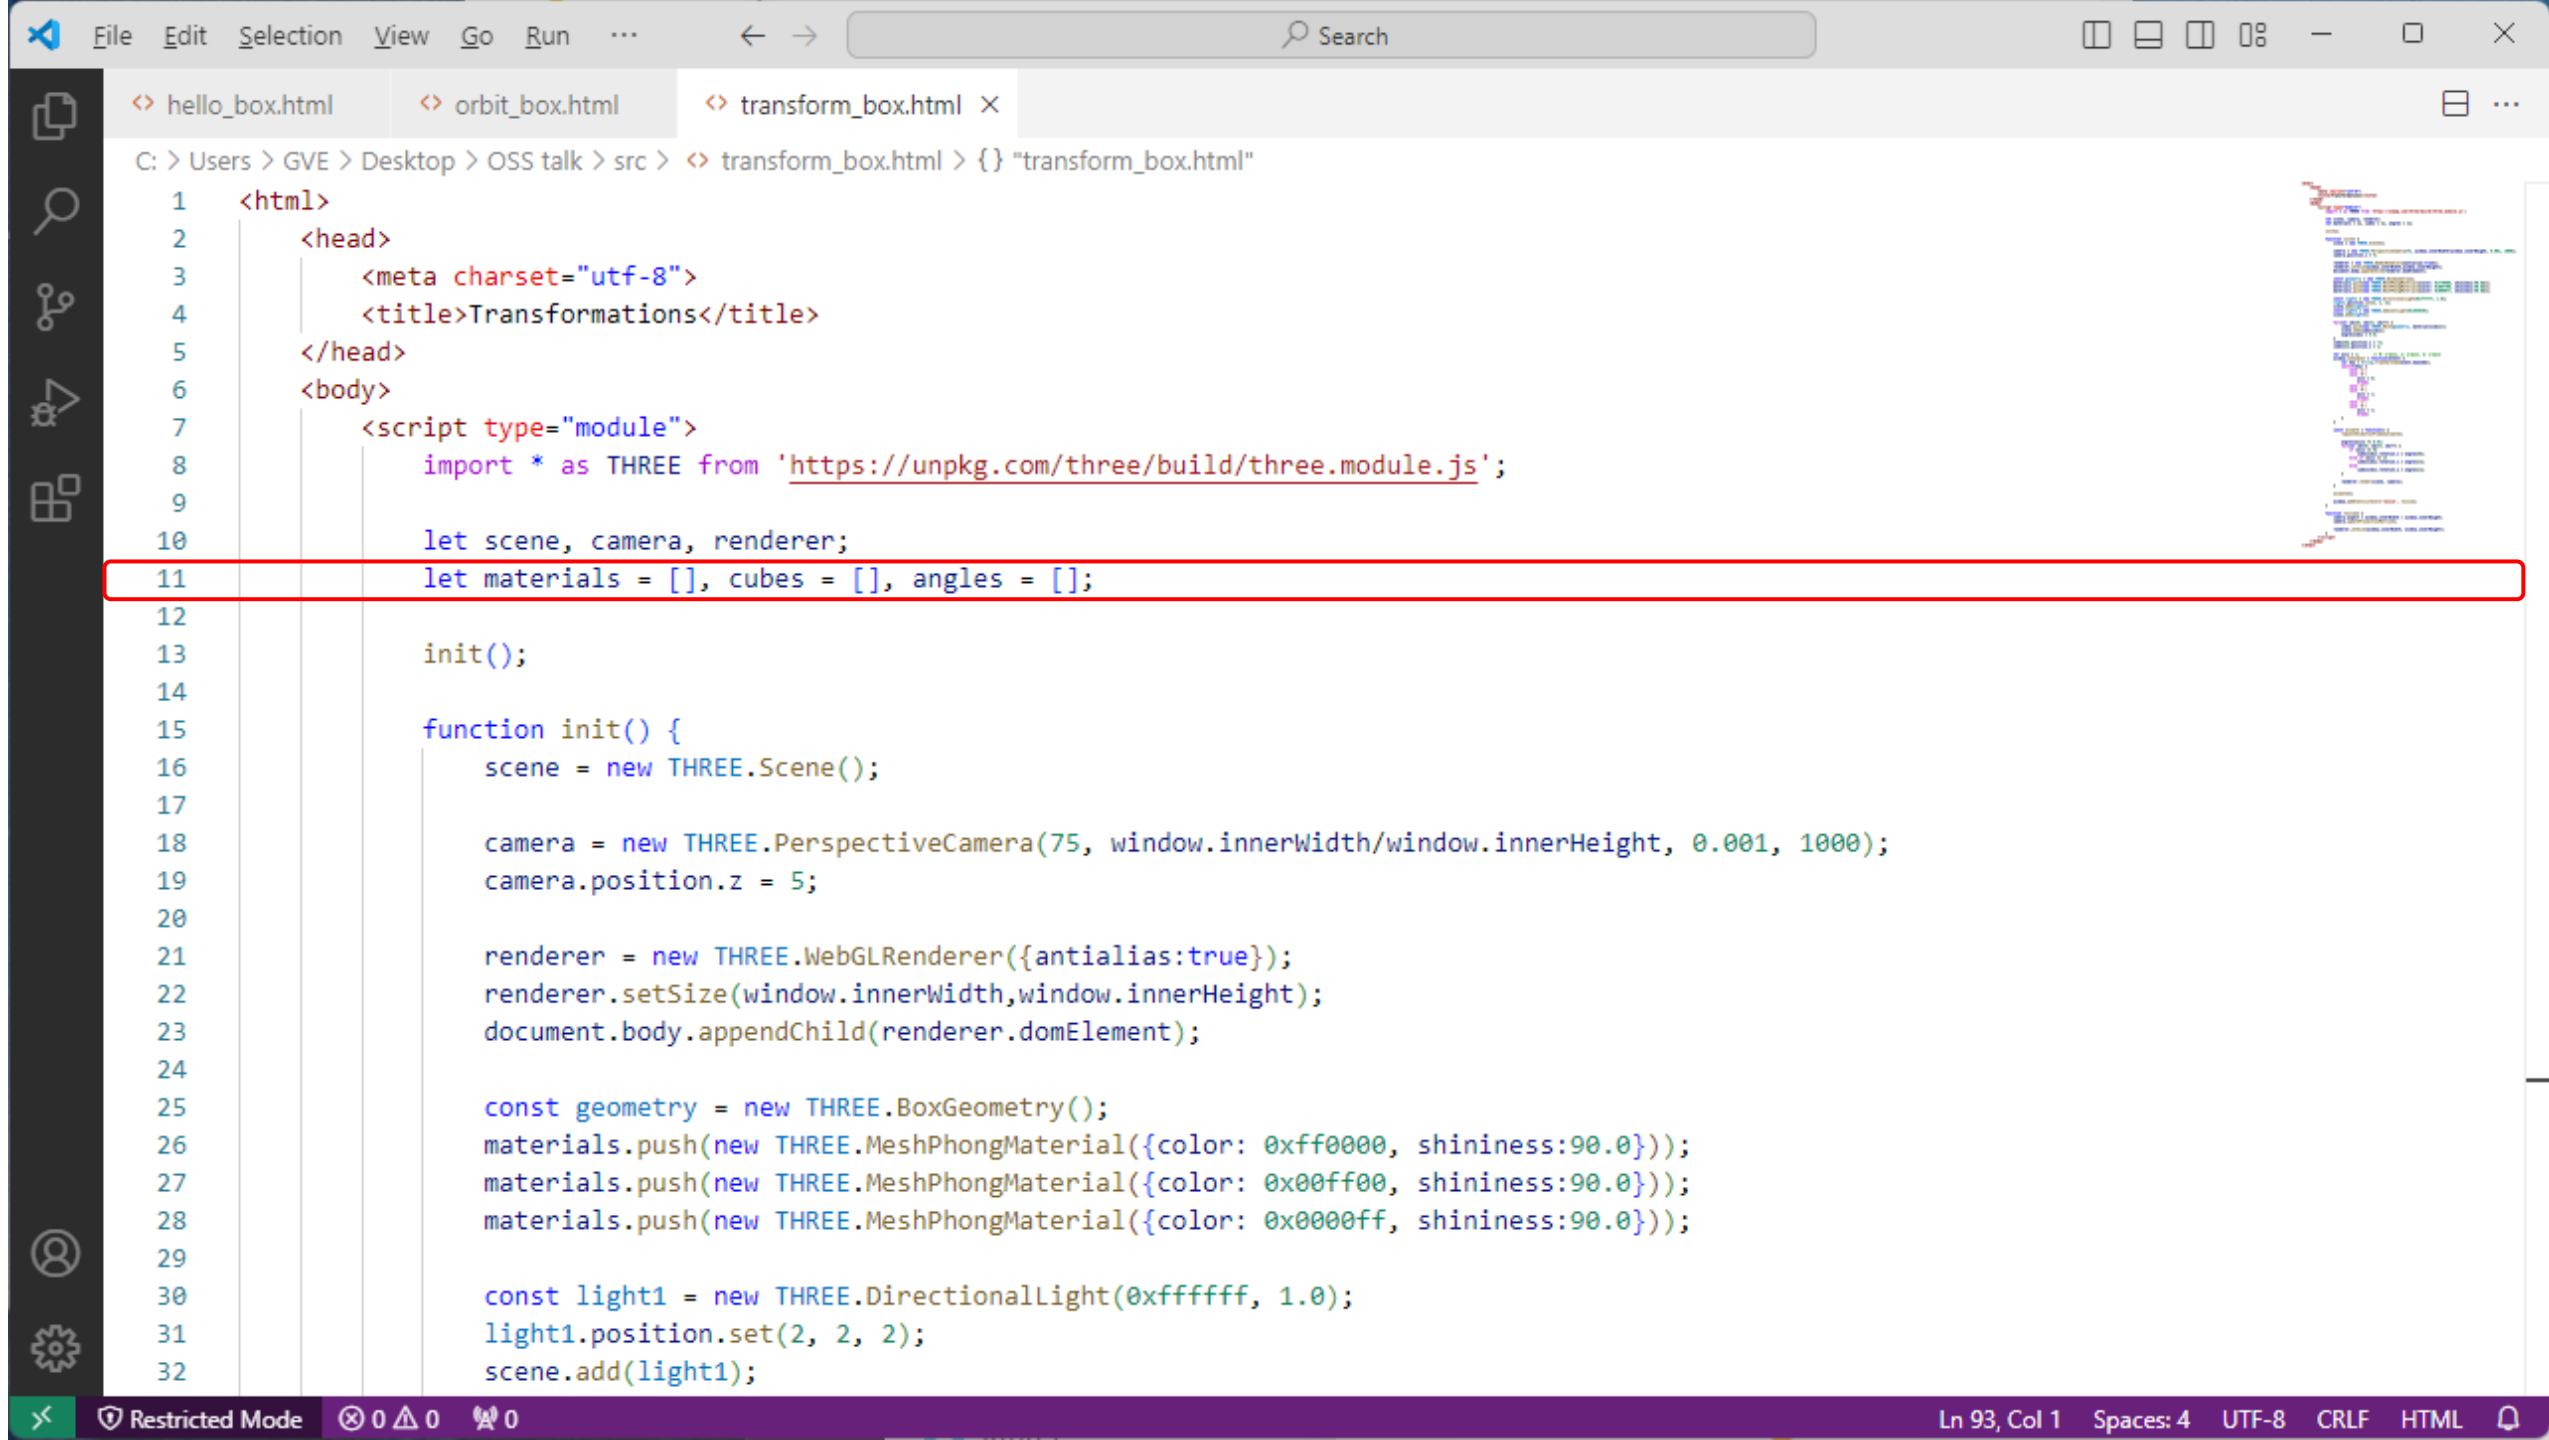 File Edit Selection View Go Run ··· Search
hello_box.html orbit_box.html transform_box.html
C: > Users > GVE > Desktop > OSS talk > src > <> transform_box.html > {} "transform_box.html"
1 <html>
2 <head>
3 <meta charset="utf-8">
4 <title>Transformations</title>
5 </head>
6 <body>
7 <script type="module">
8 import * as THREE from 'https://unpkg.com/three/build/three.module.js';
9
10 let scene, camera, renderer;
11 let materials = [], cubes = [], angles = [];
12
13 init();
14
15 function init() {
16 scene = new THREE.Scene();
17
18 camera = new THREE.PerspectiveCamera(75, window.innerWidth/window.innerHeight, 0.001, 1000);
19 camera.position.z = 5;
20
21 renderer = new THREE.WebGLRenderer({antialias:true});
22 renderer.setSize(window.innerWidth,window.innerHeight);
23 document.body.appendChild(renderer.domElement);
24
25 const geometry = new THREE.BoxGeometry();
26 materials.push(new THREE.MeshPhongMaterial({color: 0xff0000, shininess:90.0}));
27 materials.push(new THREE.MeshPhongMaterial({color: 0x00ff00, shininess:90.0}));
28 materials.push(new THREE.MeshPhongMaterial({color: 0x0000ff, shininess:90.0}));
29
30 const light1 = new THREE.DirectionalLight(0xffffff, 1.0);
31 light1.position.set(2, 2, 2);
32 scene.add(light1);
Restricted Mode 0 0 0 Ln 93, Col 1 Spaces: 4 UTF-8 CRLF HTML